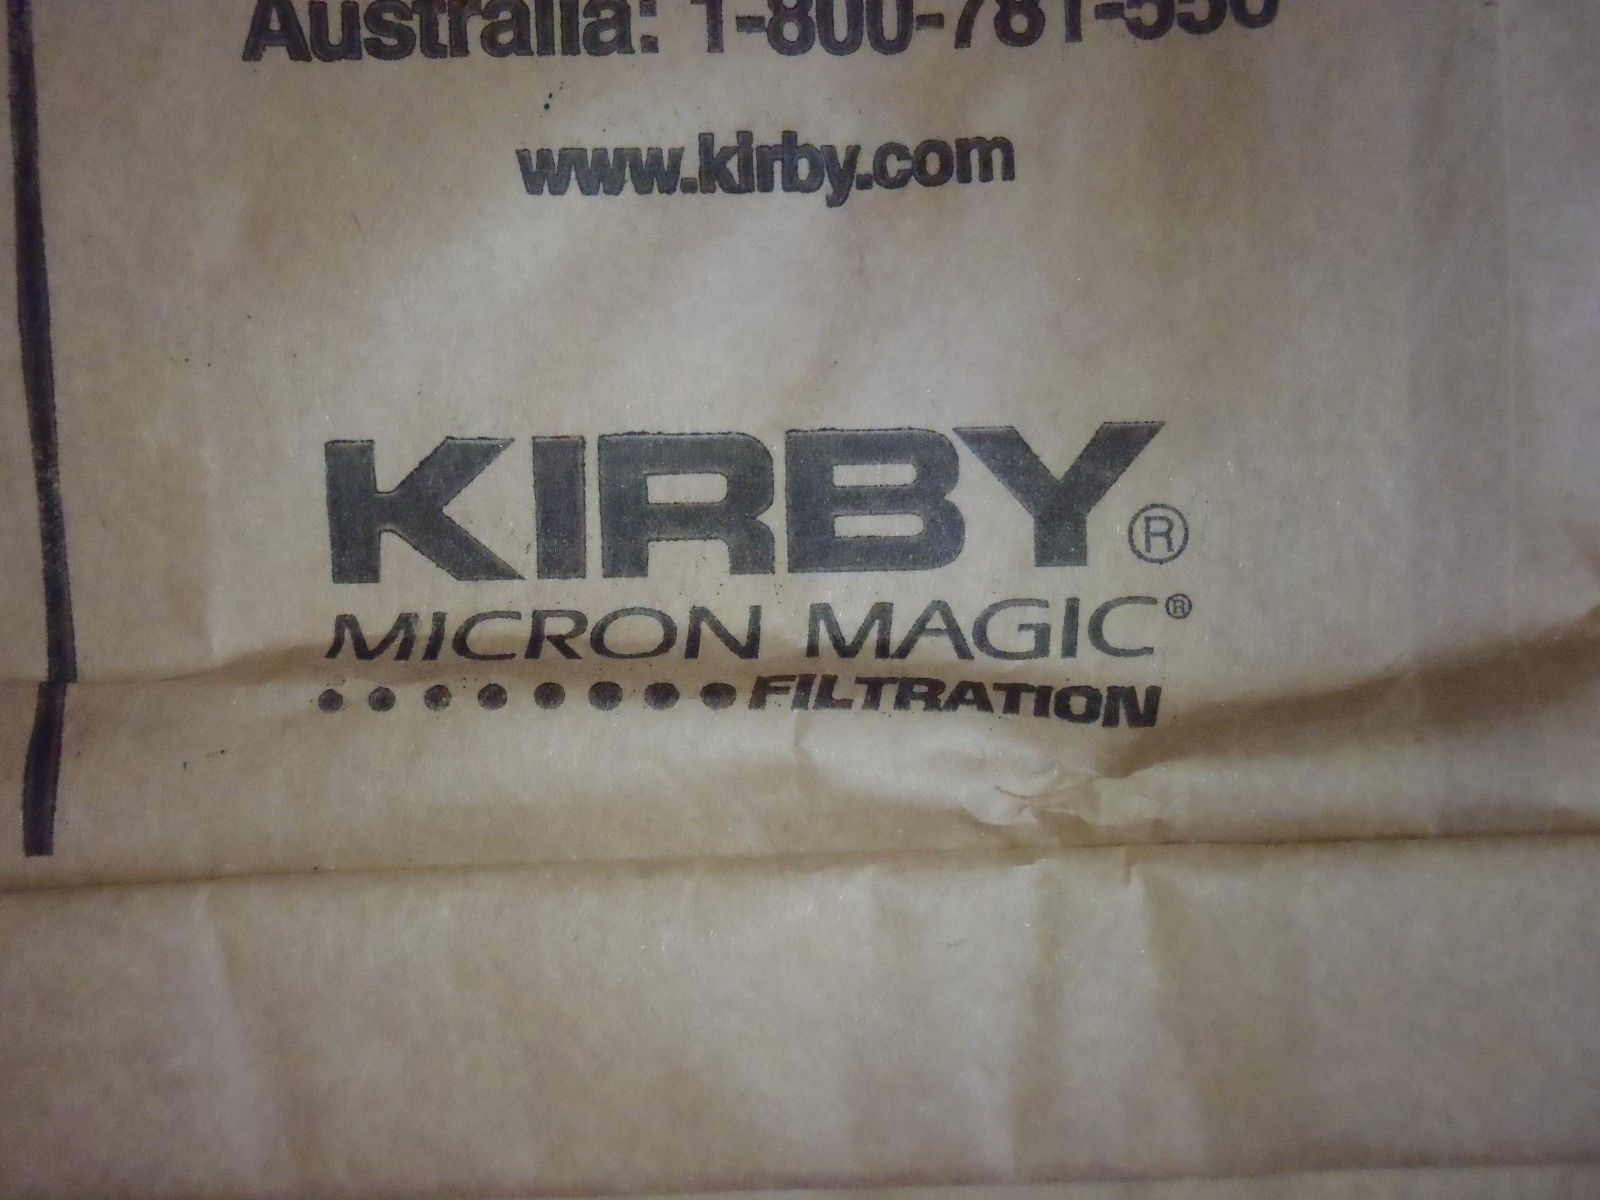 Australia: 1-800-781-550
www.kirby.com
KIRBY®
MICRON MAGIC®
FILTRATION